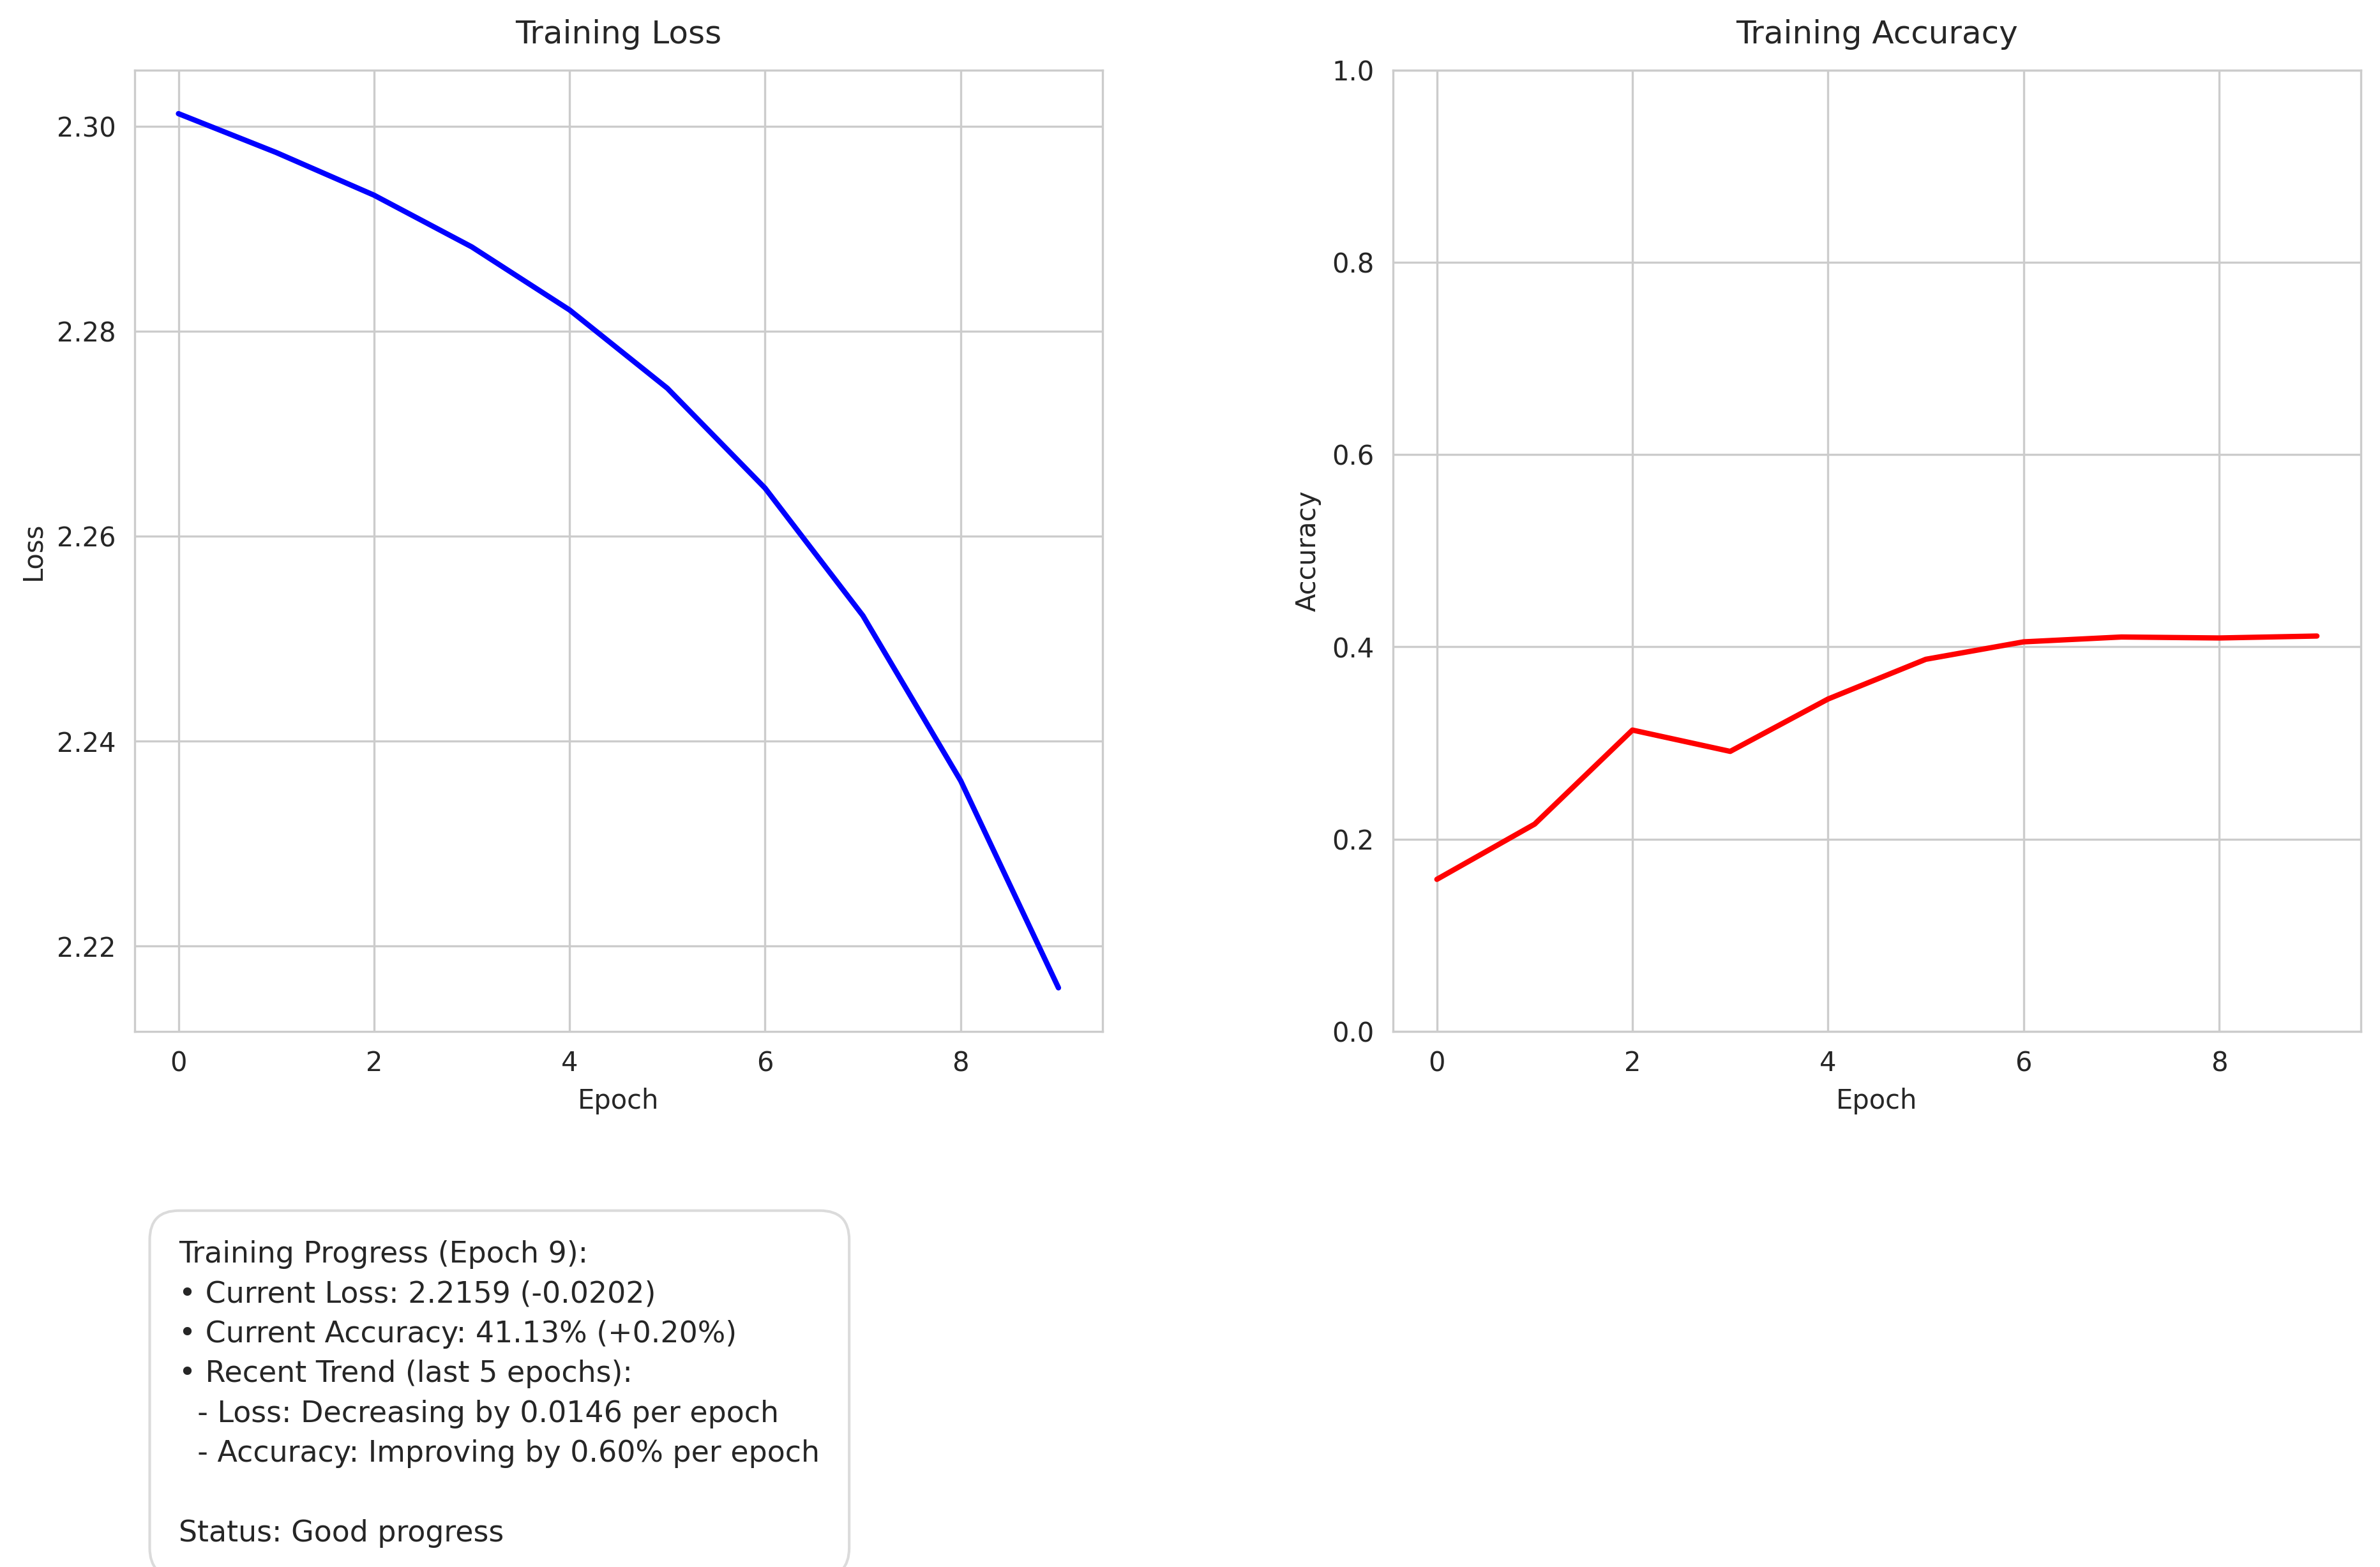 Training Loss
2.30
2.28
2.26
2.24
2.22
Loss
0 2 4 6 8
Epoch
Training Accuracy
1.0
0.8
0.6
0.4
0.2
0.0
Accuracy
0 2 4 6 8
Epoch
Training Progress (Epoch 9):
• Current Loss: 2.2159 (-0.0202)
• Current Accuracy: 41.13% (+0.20%)
• Recent Trend (last 5 epochs):
- Loss: Decreasing by 0.0146 per epoch
- Accuracy: Improving by 0.60% per epoch
Status: Good progress